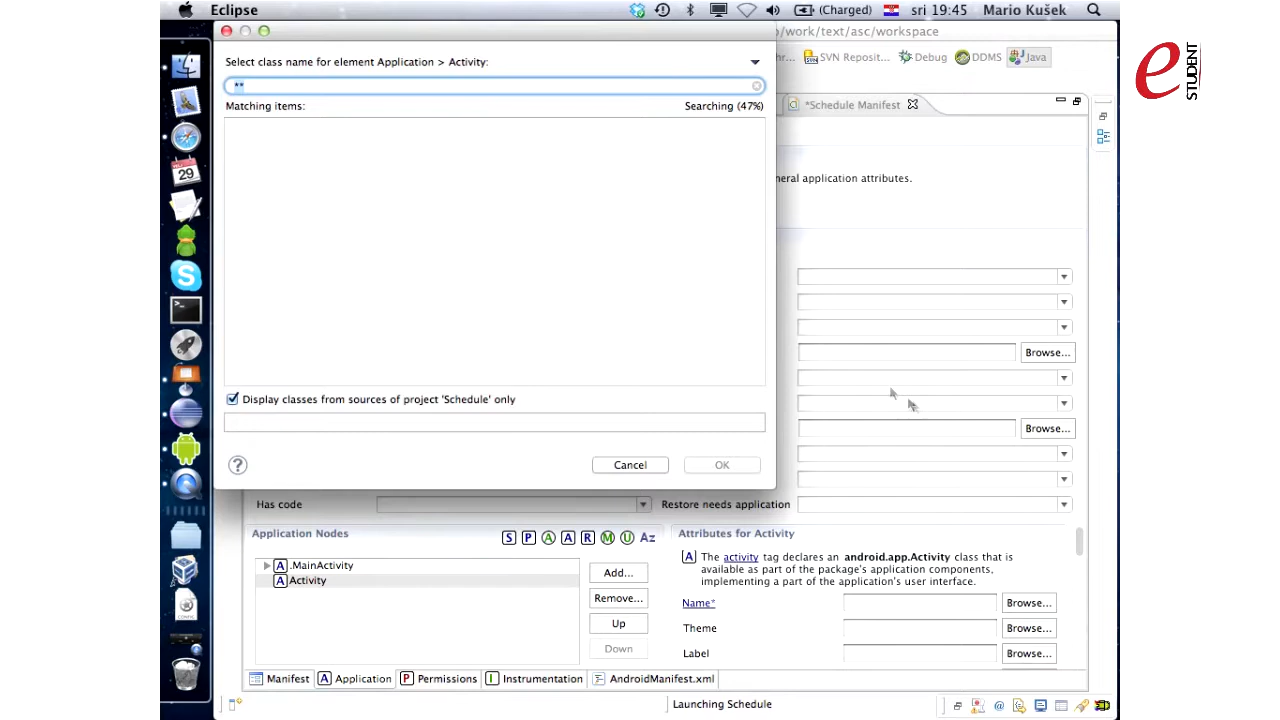 Eclipse
(Charged)
sri 19:45
Mario Kušek
o/work/text/asc/workspace
Select class name for element Application > Activity:
hr...
SVN Reposit...
Debug
DDMS
Java
**
Matching items:
Searching (47%)
*Schedule Manifest
neral application attributes.
29
Browse...
Display classes from sources of project 'Schedule' only
Browse...
Cancel
OK
Has code
Restore needs application
Application Nodes
S P A A R M U Az
Attributes for Activity
A .MainActivity
A Activity
Add...
Remove...
Up
Down
A The activity tag declares an android.app.Activity class that is
available as part of the package's application components,
implementing a part of the application's user interface.
Name*
Browse...
Theme
Browse...
Label
Browse...
Manifest
A Application
P Permissions
I Instrumentation
AndroidManifest.xml
Launching Schedule
e STUDENT